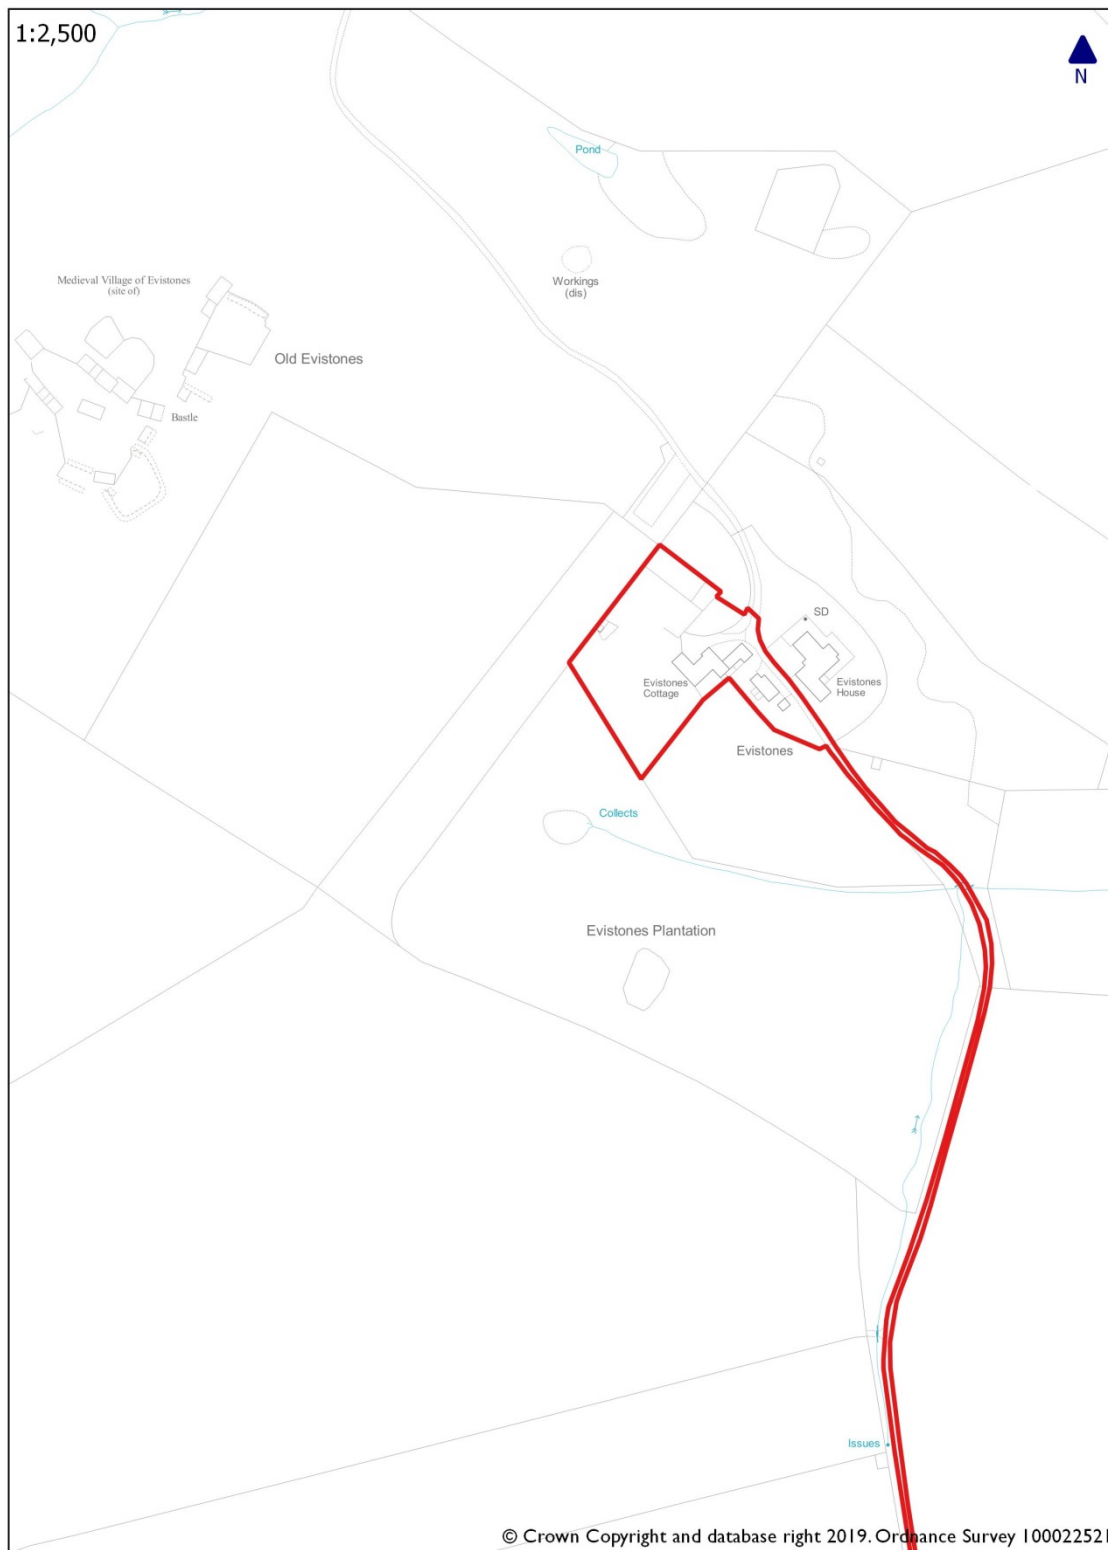 1:2,500
N
Pond
Medieval Village of Evistones
(site of)
Workings
(dis)
Old Evistones
Bastle
SD
Evistones
Cottage
Evistones
House
Evistones
Collects
Evistones Plantation
Issues
© Crown Copyright and database right 2019. Ordnance Survey 100022521